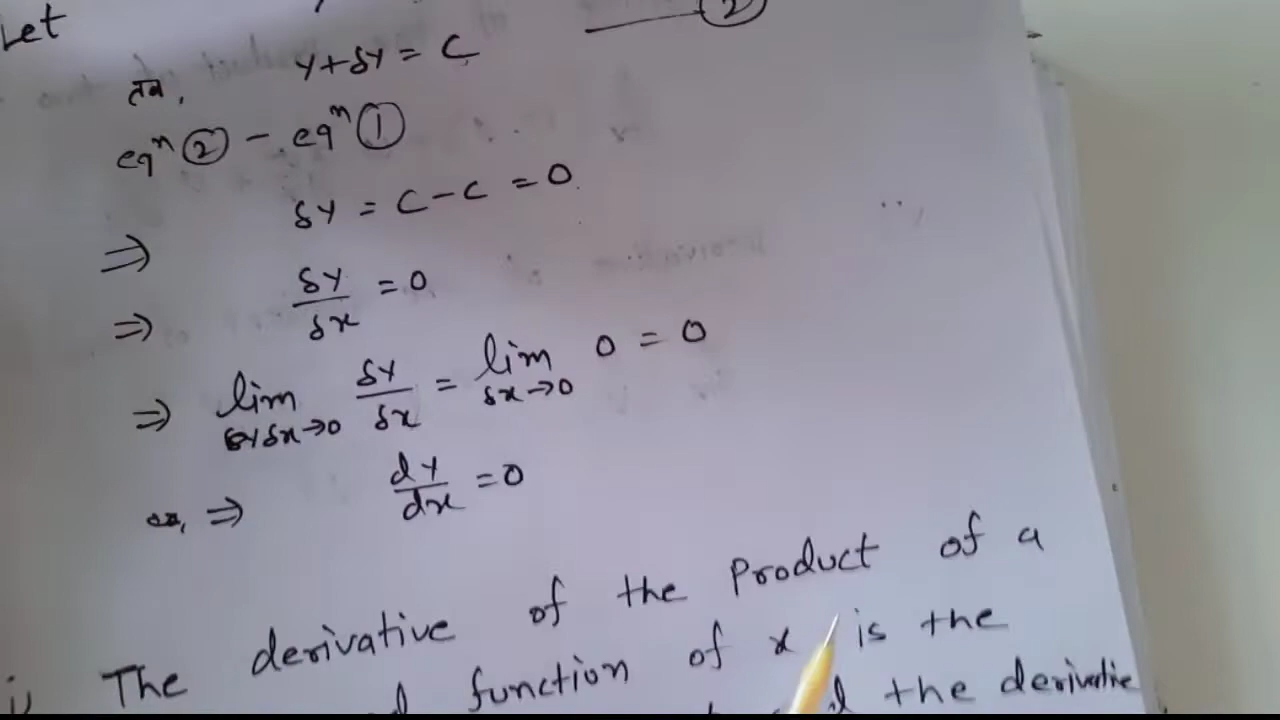 Let
②
तब, y+δy = C
eqⁿ ② − eqⁿ ①
⇒ δy = C − C = 0
⇒ δy/δx = 0
⇒ lim δx→0 δy/δx = lim δx→0 0 = 0
⇒ dy/dx = 0
The derivative of the product of a
function of x is the
the derivative